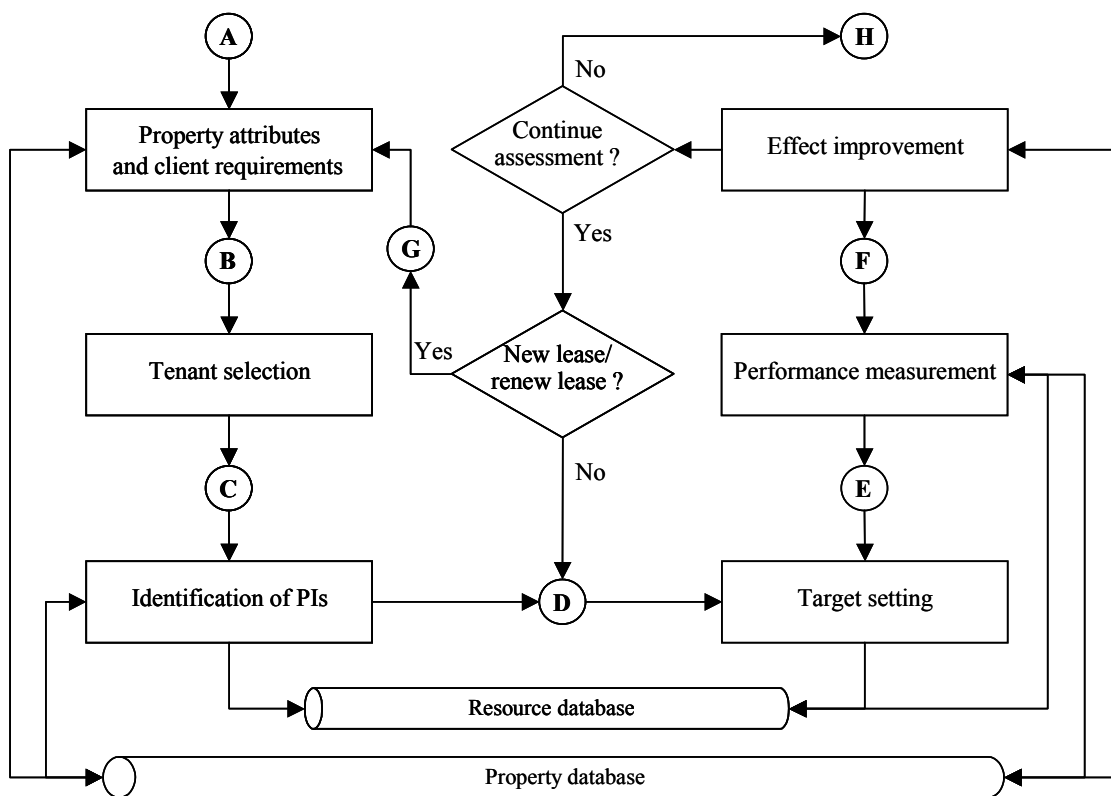 A
H
No
Property attributes
and client requirements
Continue
assessment ?
Effect improvement
Yes
B
G
F
Tenant selection
Yes
New lease/
renew lease ?
Performance measurement
No
C
E
Identification of PIs
D
Target setting
Resource database
Property database